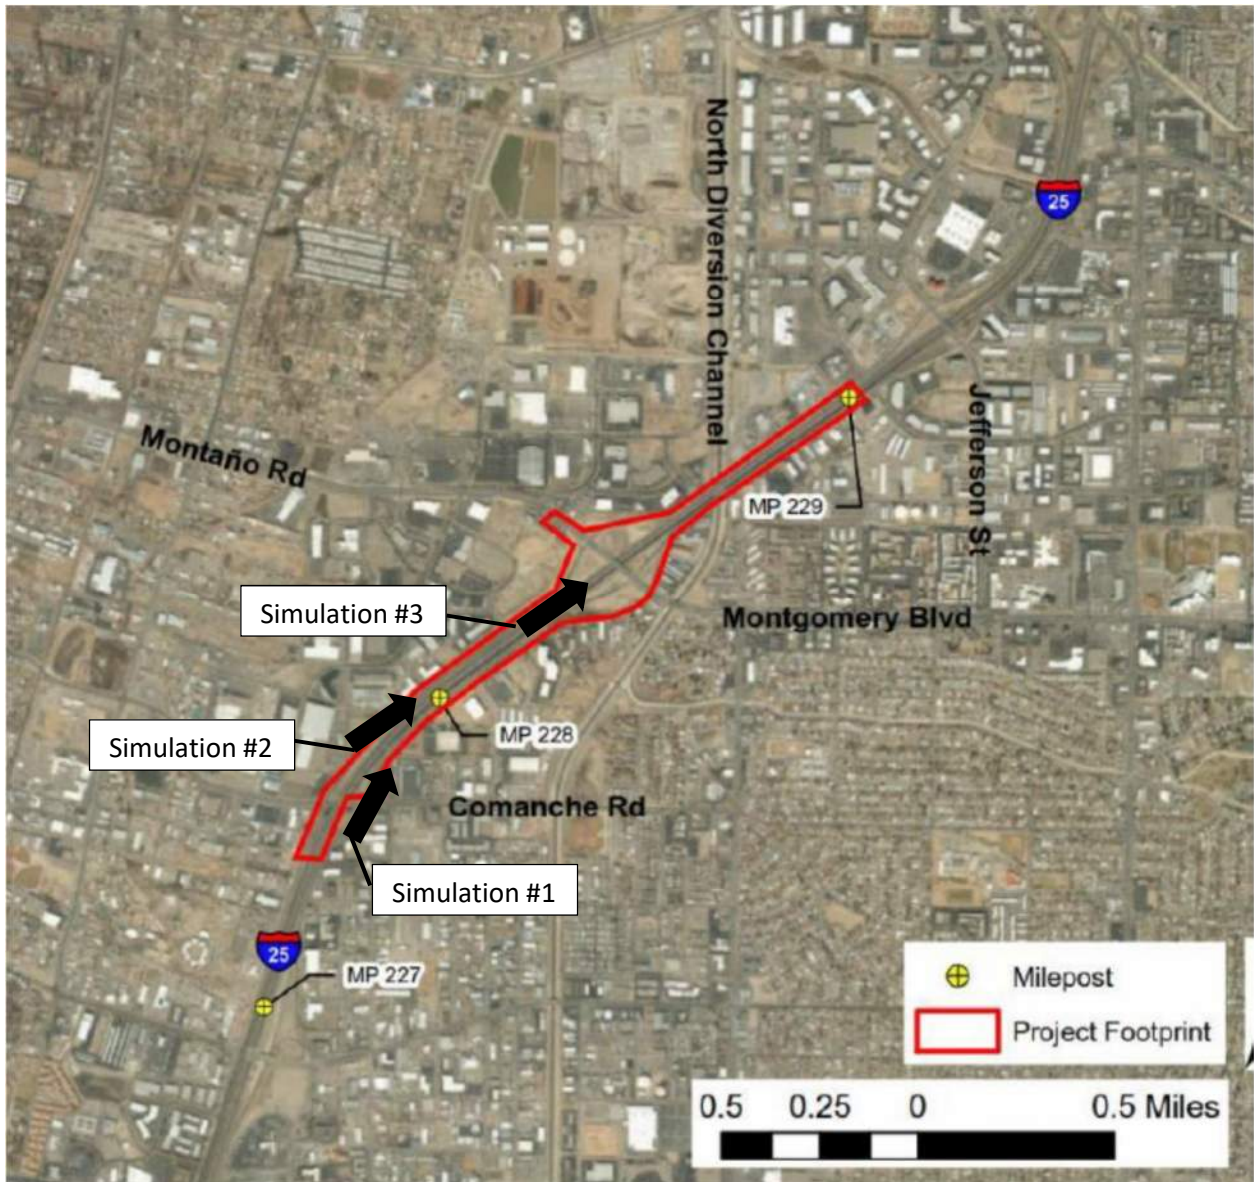 North Diversion Channel
25
Jefferson St
Montaño Rd
MP 229
Simulation #3
Montgomery Blvd
Simulation #2
MP 228
Comanche Rd
Simulation #1
25
MP 227
Milepost
Project Footprint
0.5 0.25 0 0.5 Miles